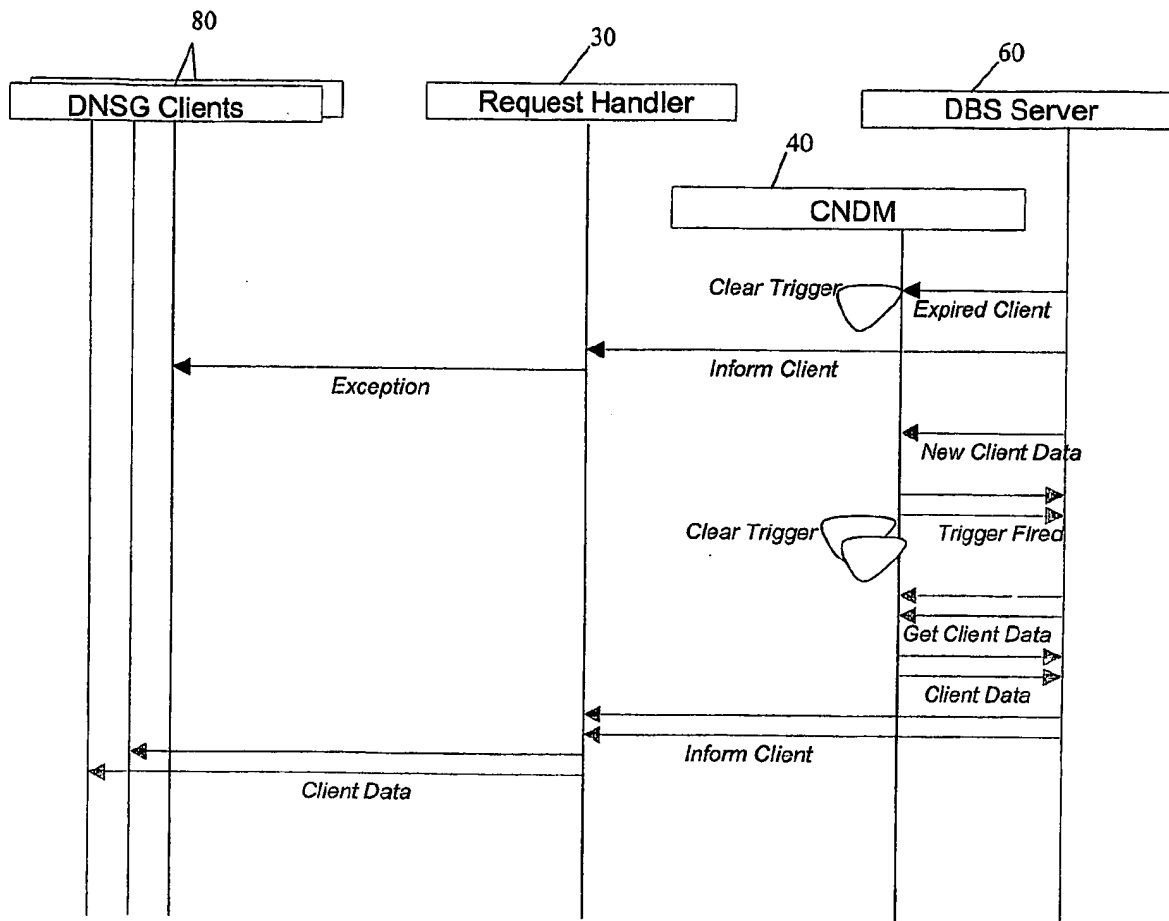 80
30
60
DNSG Clients
Request Handler
DBS Server
40
CNDM
Clear Trigger
Expired Client
Inform Client
Exception
New Client Data
Clear Trigger
Trigger Fired
Get Client Data
Client Data
Inform Client
Client Data